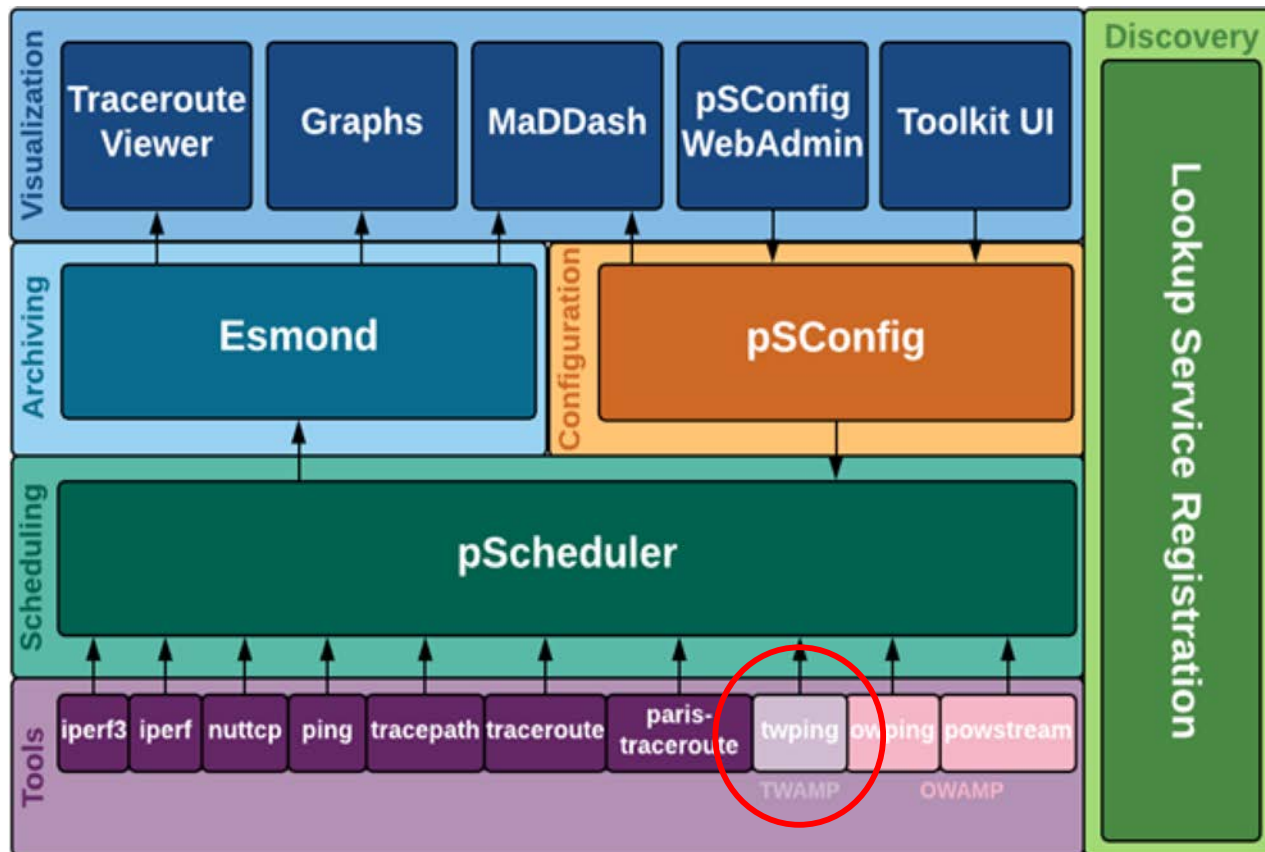 Visualization
Traceroute
Viewer
Graphs
MaDDash
pSConfig
WebAdmin
Toolkit UI
Discovery
Lookup Service Registration
Archiving
Esmond
Configuration
pSConfig
Scheduling
pScheduler
Tools
iperf3
iperf
nuttcp
ping
tracepath
traceroute
paris-
traceroute
twping
owping
powstream
TWAMP
OWAMP